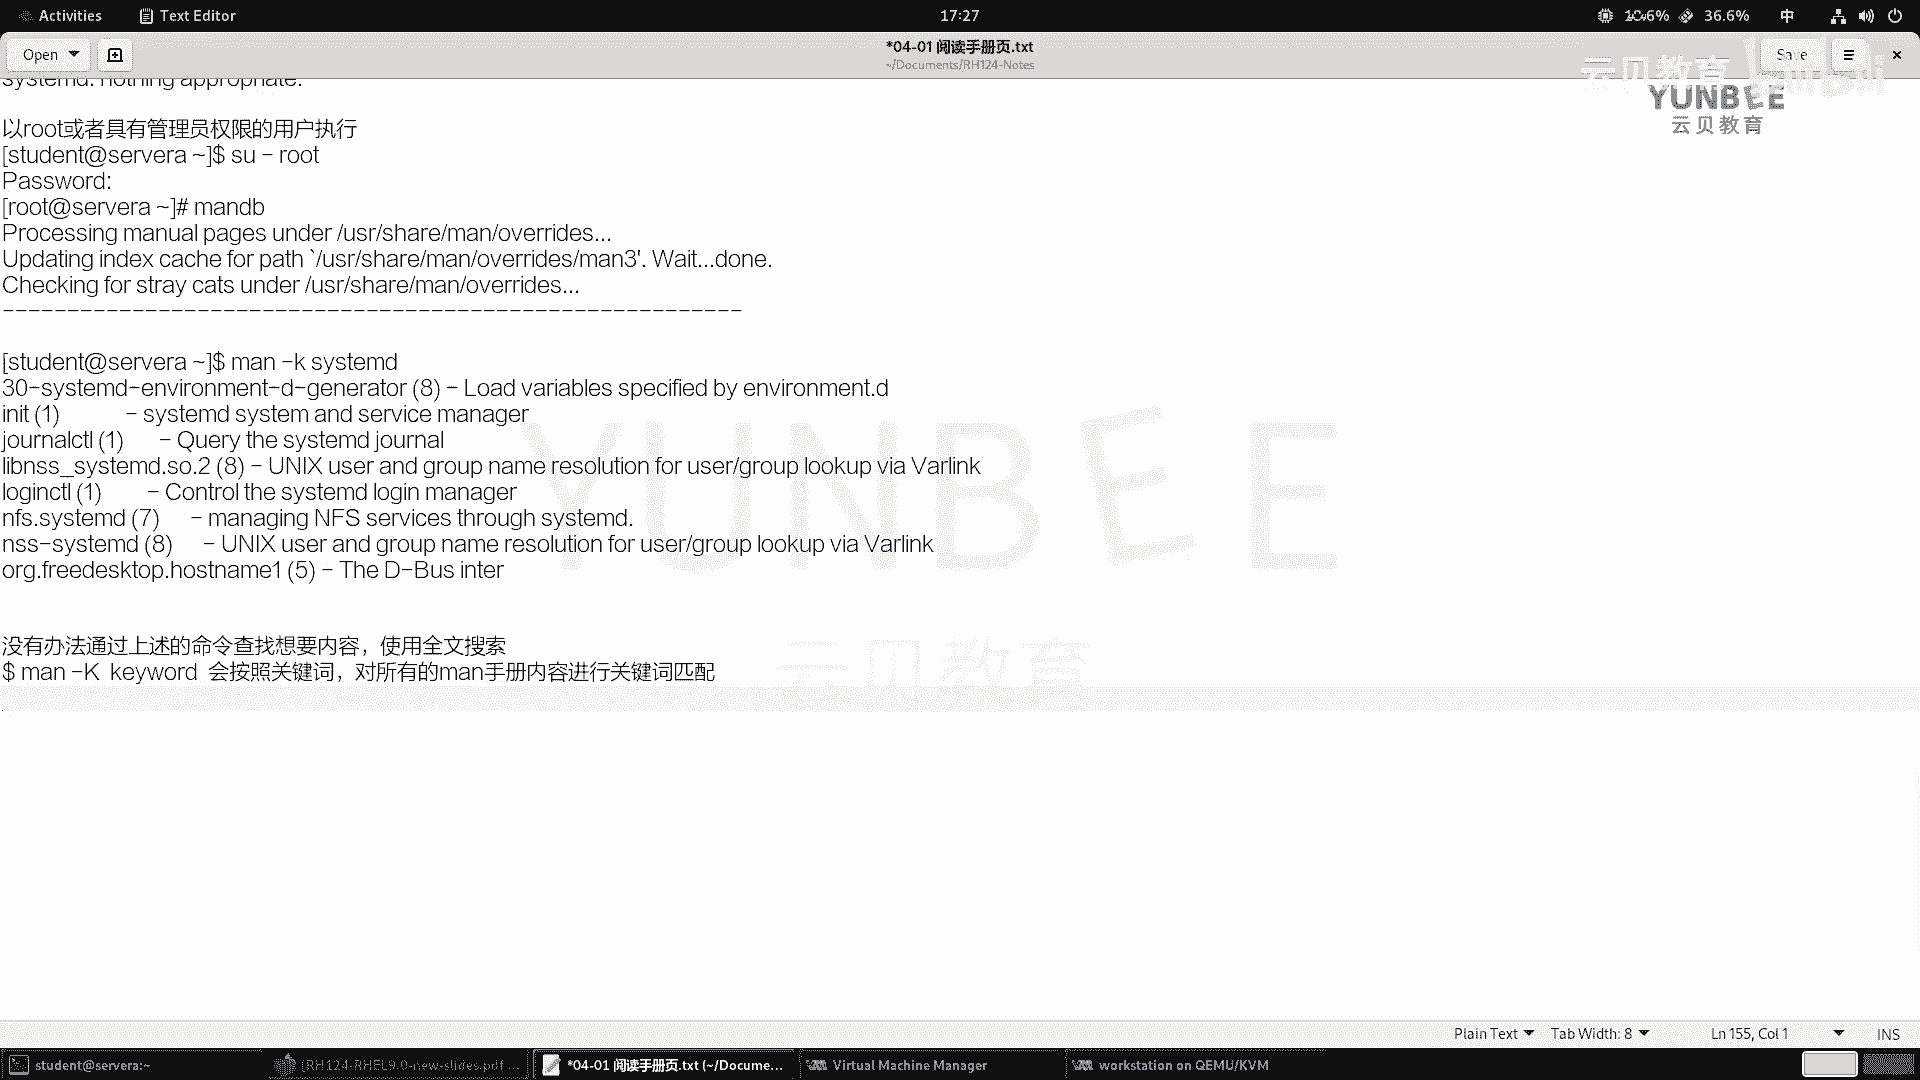 Activities
Text Editor
17:27
36.6%
中
Open
*04-01 阅读手册页.txt
~/Documents/RH124-Notes
Save
云贝教育
YUNBEE
云贝教育
systemd: nothing appropriate.
以root或者具有管理员权限的用户执行
[student@servera ~]$ su - root
Password:
[root@servera ~]# mandb
Processing manual pages under /usr/share/man/overrides...
Updating index cache for path `/usr/share/man/overrides/man3'. Wait...done.
Checking for stray cats under /usr/share/man/overrides...
---------------------------------------------------------
[student@servera ~]$ man -k systemd
30-systemd-environment-d-generator (8) - Load variables specified by environment.d
init (1)             - systemd system and service manager
journalctl (1)       - Query the systemd journal
libnss_systemd.so.2 (8) - UNIX user and group name resolution for user/group lookup via Varlink
loginctl (1)         - Control the systemd login manager
nfs.systemd (7)      - managing NFS services through systemd.
nss-systemd (8)      - UNIX user and group name resolution for user/group lookup via Varlink
org.freedesktop.hostname1 (5) - The D-Bus inter
YUNBEE
云贝教育
没有办法通过上述的命令查找想要内容，使用全文搜索
$ man -K  keyword  会按照关键词，对所有的man手册内容进行关键词匹配
Plain Text
Tab Width: 8
Ln 155, Col 1
INS
student@servera:~
[RH124-RHEL9.0-new-slides.pdf ...
*04-01 阅读手册页.txt (~/Docume...
Virtual Machine Manager
workstation on QEMU/KVM